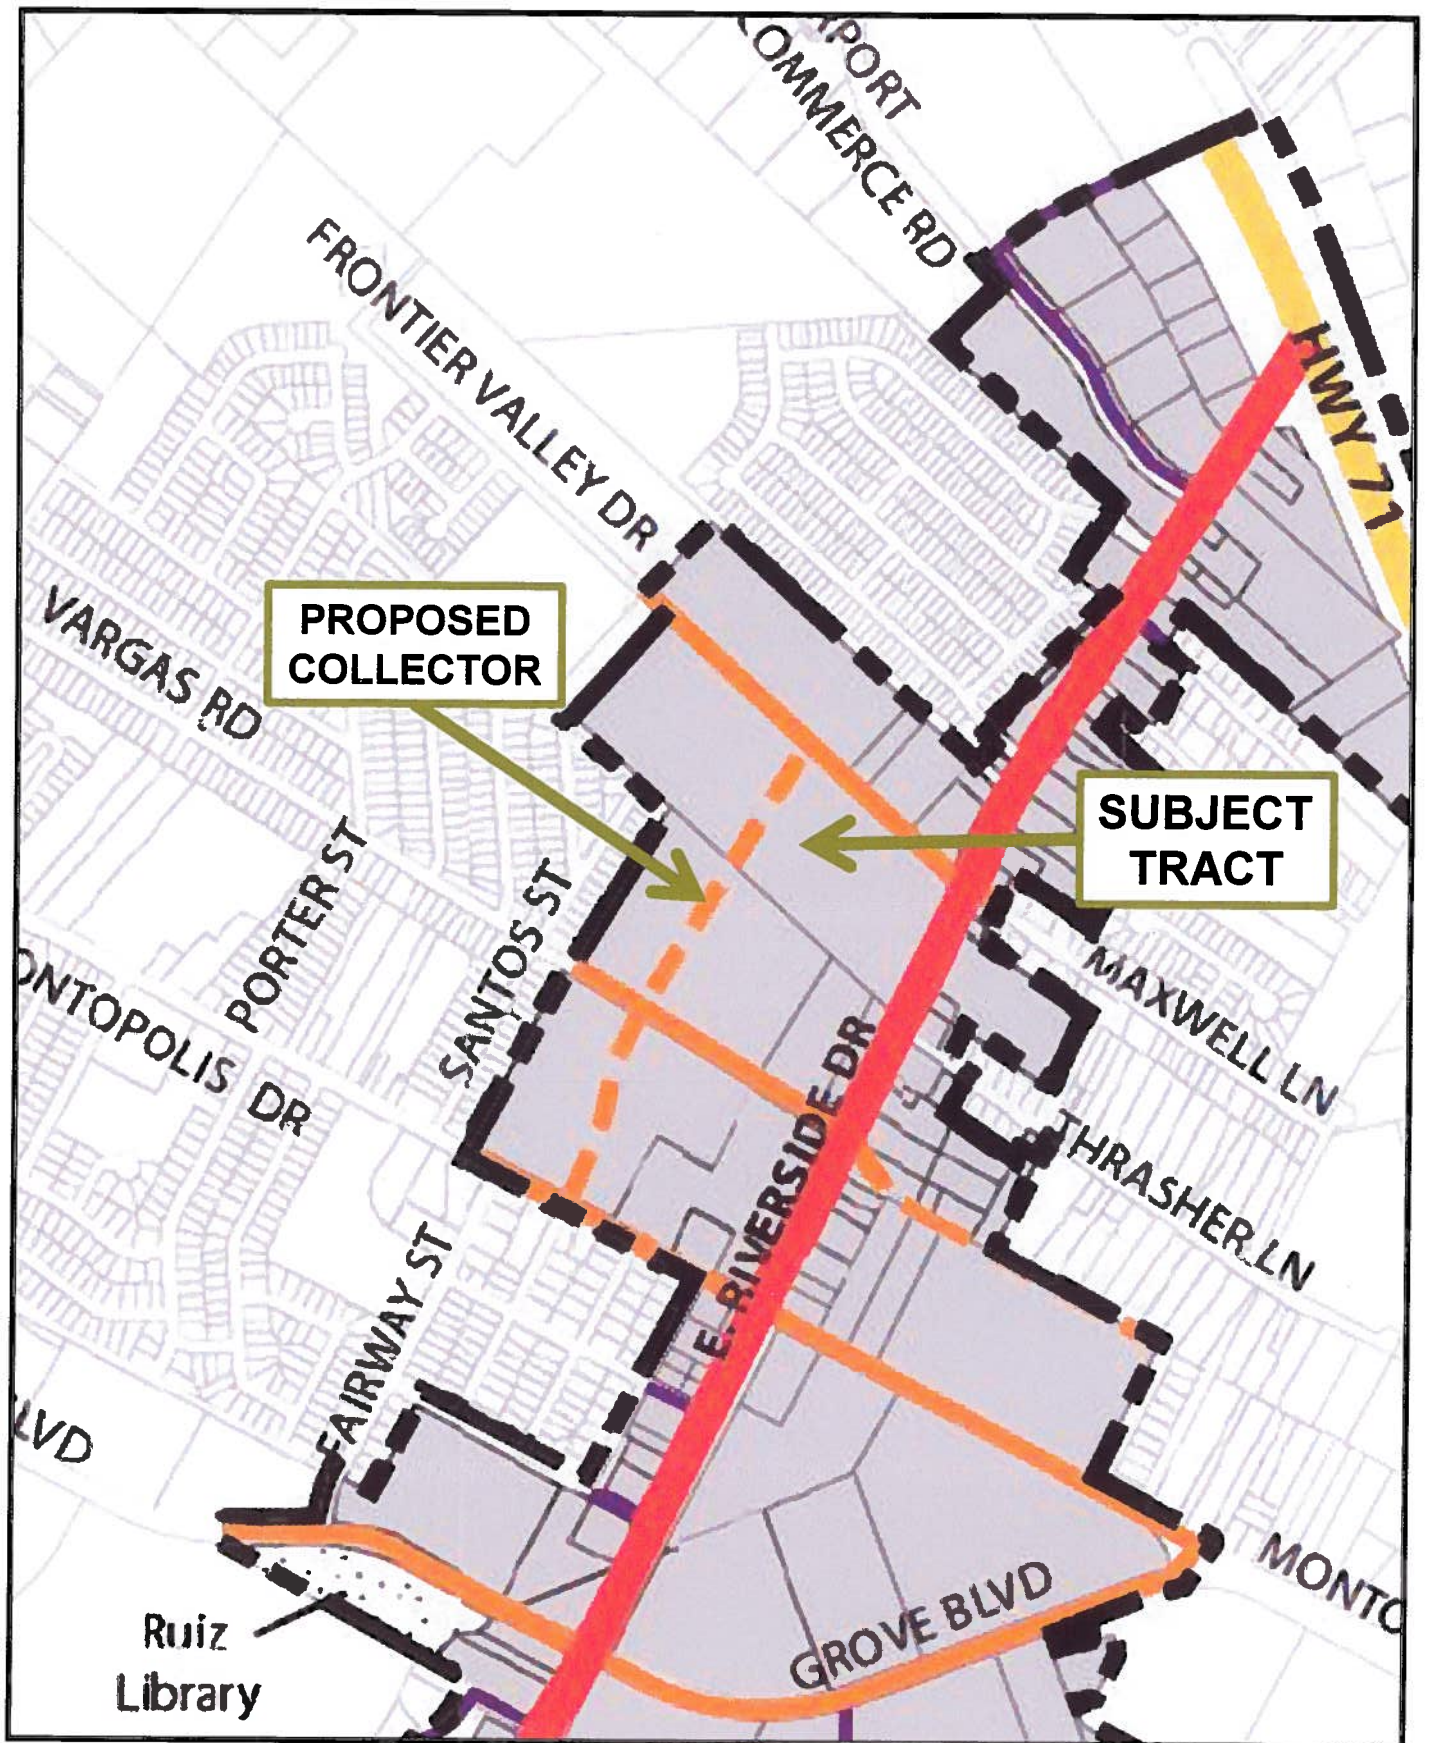 RPORT
COMMERCE RD
FRONTIER VALLEY DR
HWY 71
VARGAS RD
PROPOSED
COLLECTOR
SUBJECT
TRACT
PORTER ST
SANTOS ST
ONTOPOLIS DR
MAXWELL LN
E. RIVERSIDE DR
THRASHER LN
FAIRWAY ST
LVD
MONTO
GROVE BLVD
Ruiz
Library